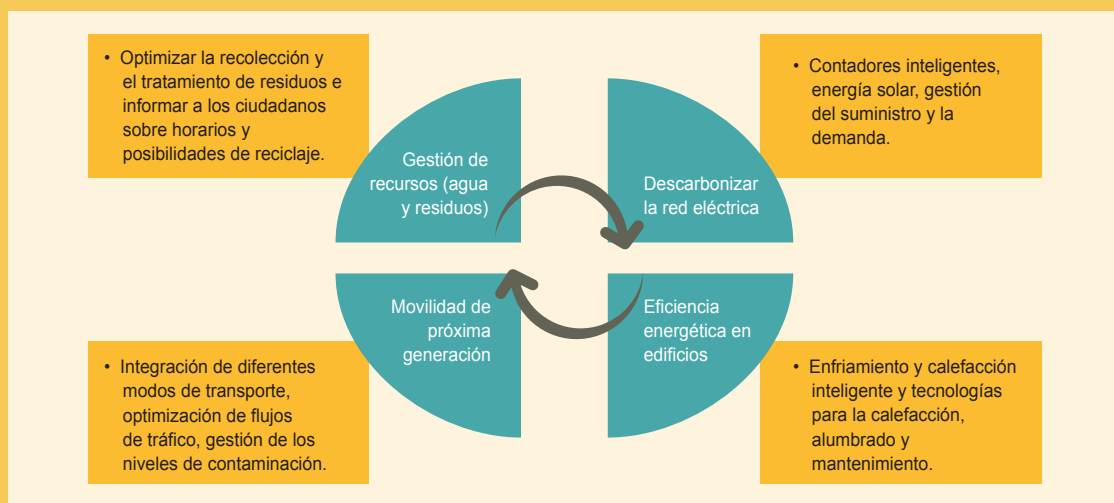 • Optimizar la recolección y
el tratamiento de residuos e
informar a los ciudadanos
sobre horarios y
posibilidades de reciclaje.
Gestión de
recursos (agua
y residuos)
• Contadores inteligentes,
energía solar, gestión
del suministro y la
demanda.
Descarbonizar
la red eléctrica
Movilidad de
próxima
generación
• Integración de diferentes
modos de transporte,
optimización de flujos
de tráfico, gestión de los
niveles de contaminación.
Eficiencia
energética en
edificios
• Enfriamiento y calefacción
inteligente y tecnologías
para la calefacción,
alumbrado y
mantenimiento.